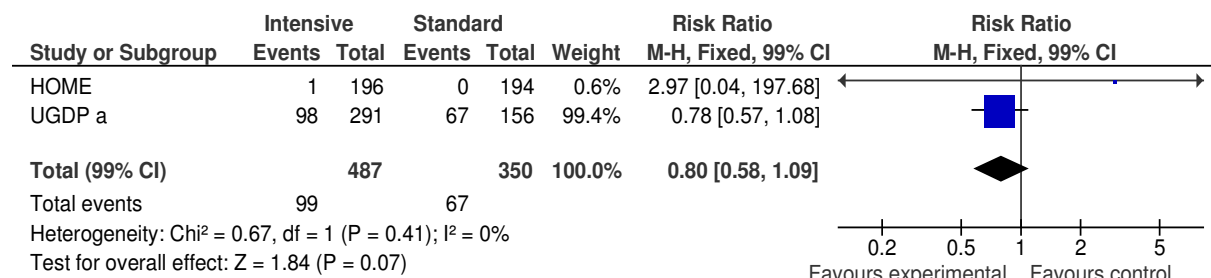 Intensive Standard Risk Ratio Risk Ratio
Study or Subgroup Events Total Events Total Weight M-H, Fixed, 99% CI M-H, Fixed, 99% CI
HOME 1 196 0 194 0.6% 2.97 [0.04, 197.68]
UGDP a 98 291 67 156 99.4% 0.78 [0.57, 1.08]
Total (99% CI) 487 350 100.0% 0.80 [0.58, 1.09]
Total events 99 67
Heterogeneity: Chi² = 0.67, df = 1 (P = 0.41); I² = 0%
0.2 0.5 1 2 5
Test for overall effect: Z = 1.84 (P = 0.07)
Favours experimental Favours control